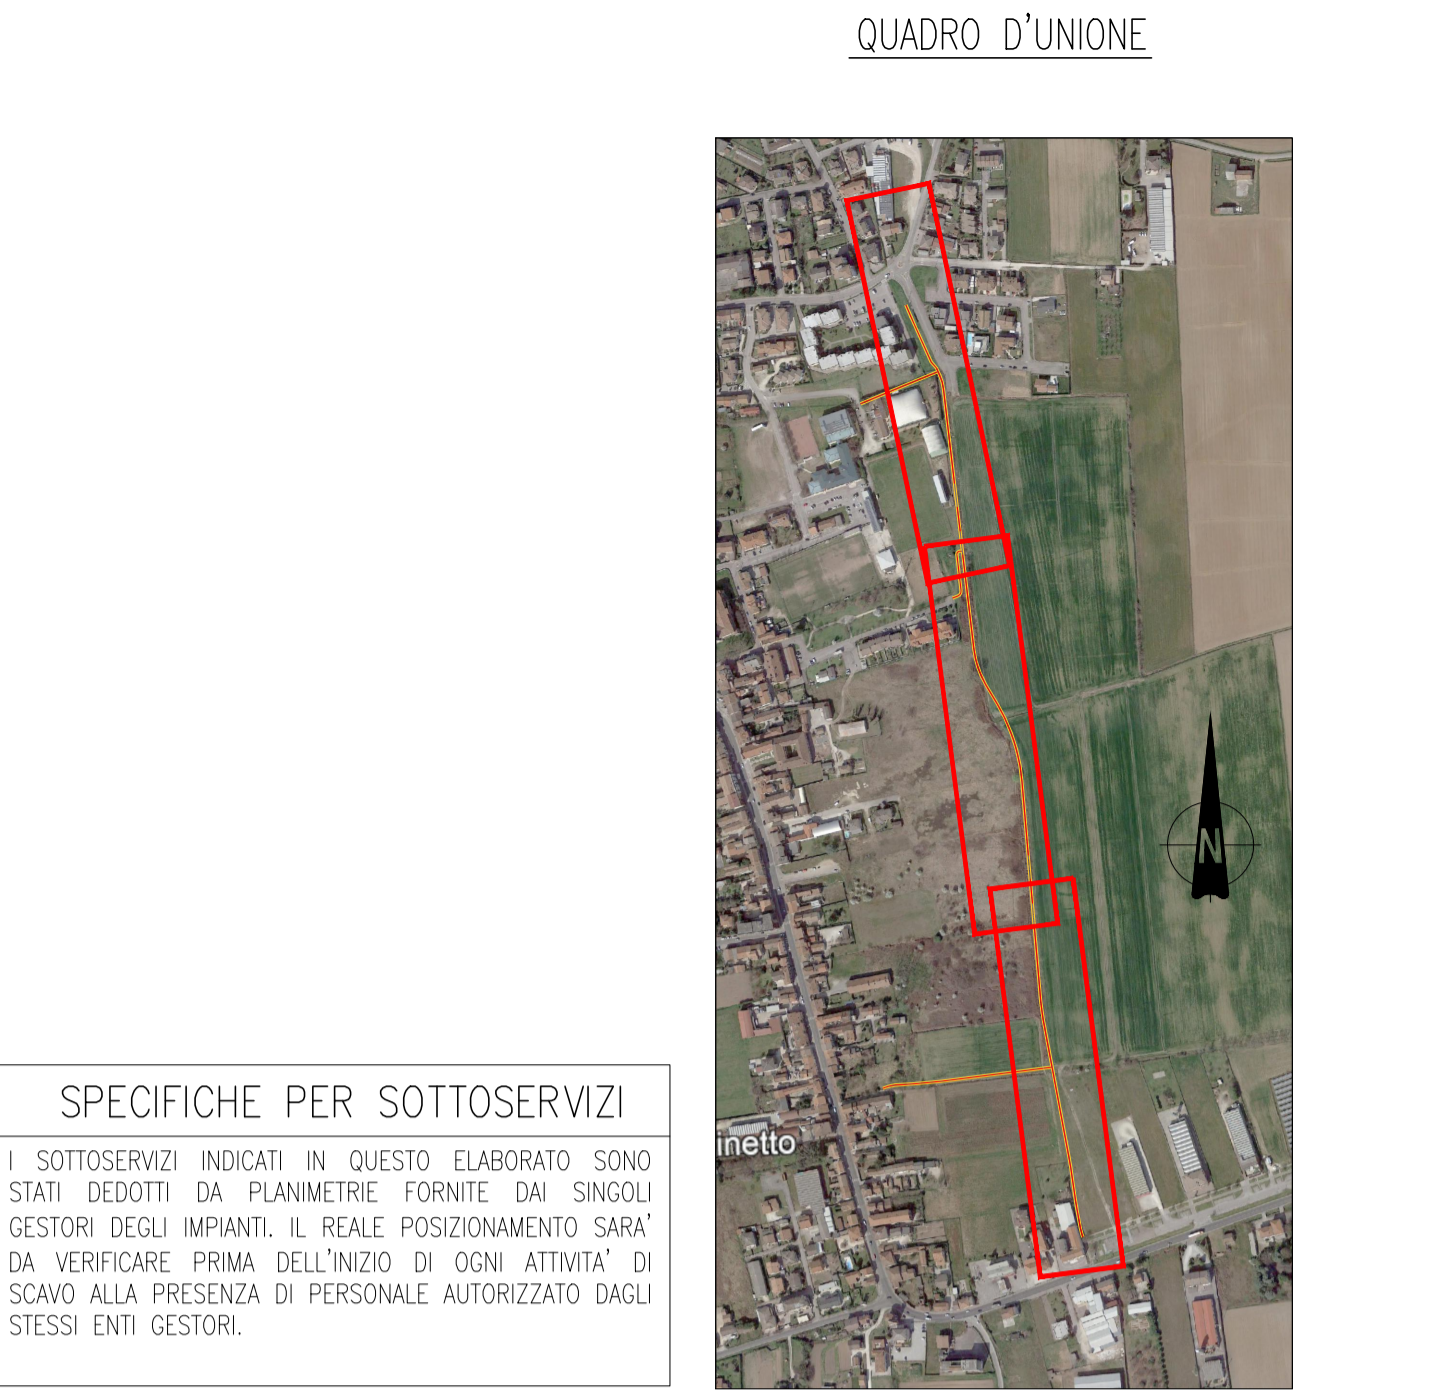 QUADRO D'UNIONE
SPECIFICHE PER SOTTOSERVIZI
I SOTTOSERVIZI INDICATI IN QUESTO ELABORATO SONO
STATI DEDOTTI DA PLANIMETRIE FORNITE DAI SINGOLI
GESTORI DEGLI IMPIANTI. IL REALE POSIZIONAMENTO SARA'
DA VERIFICARE PRIMA DELL'INIZIO DI OGNI ATTIVITA' DI
SCAVO ALLA PRESENZA DI PERSONALE AUTORIZZATO DAGLI
STESSI ENTI GESTORI.
N
inetto